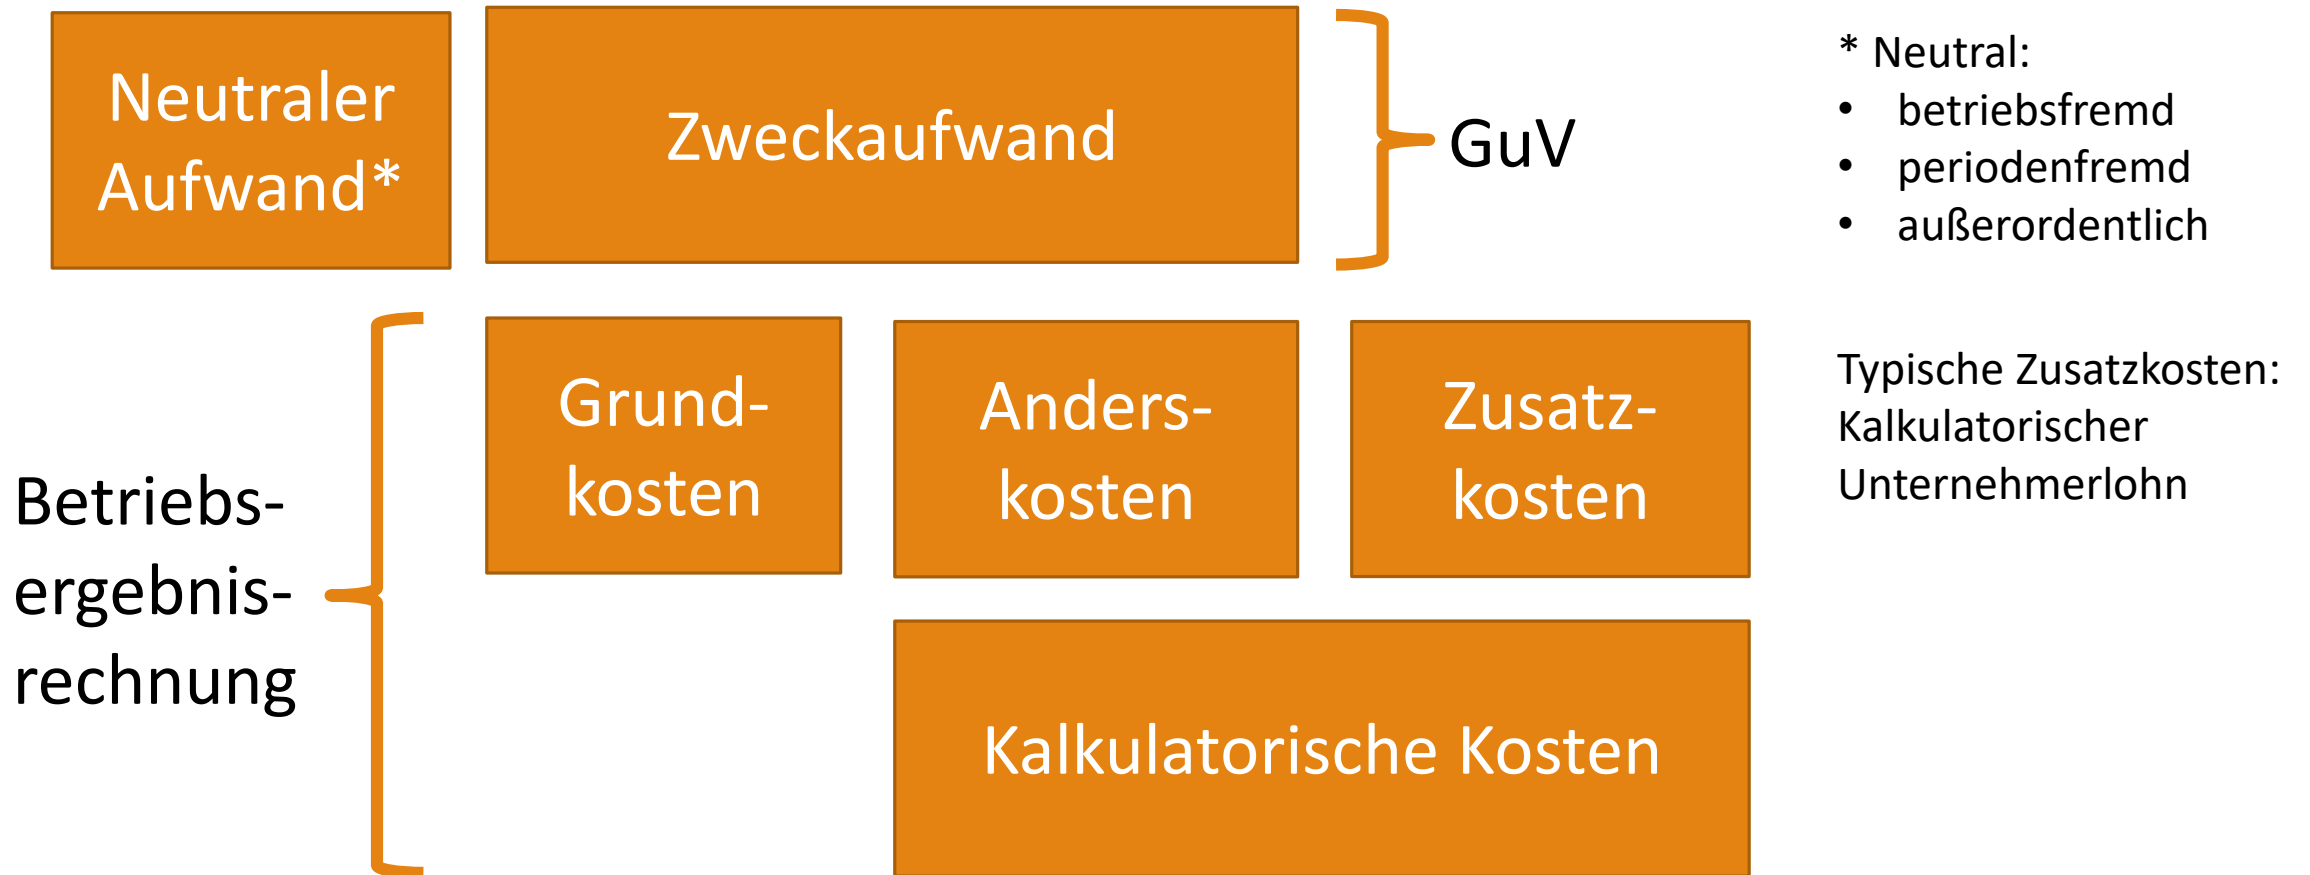 Neutraler
Aufwand*
Zweckaufwand
GuV
* Neutral:
• betriebsfremd
• periodenfremd
• außerordentlich
Betriebs-
ergebnis-
rechnung
Grund-
kosten
Anders-
kosten
Zusatz-
kosten
Typische Zusatzkosten:
Kalkulatorischer
Unternehmerlohn
Kalkulatorische Kosten